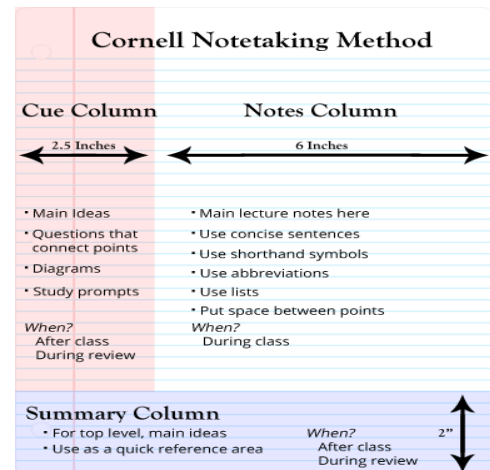 Cornell Notetaking Method
Cue Column
2.5 Inches
• Main Ideas
• Questions that
connect points
• Diagrams
• Study prompts
When?
After class
During review
Notes Column
6 Inches
• Main lecture notes here
• Use concise sentences
• Use shorthand symbols
• Use abbreviations
• Use lists
• Put space between points
When?
During class
Summary Column
• For top level, main ideas
• Use as a quick reference area
When?
After class
During review
2”